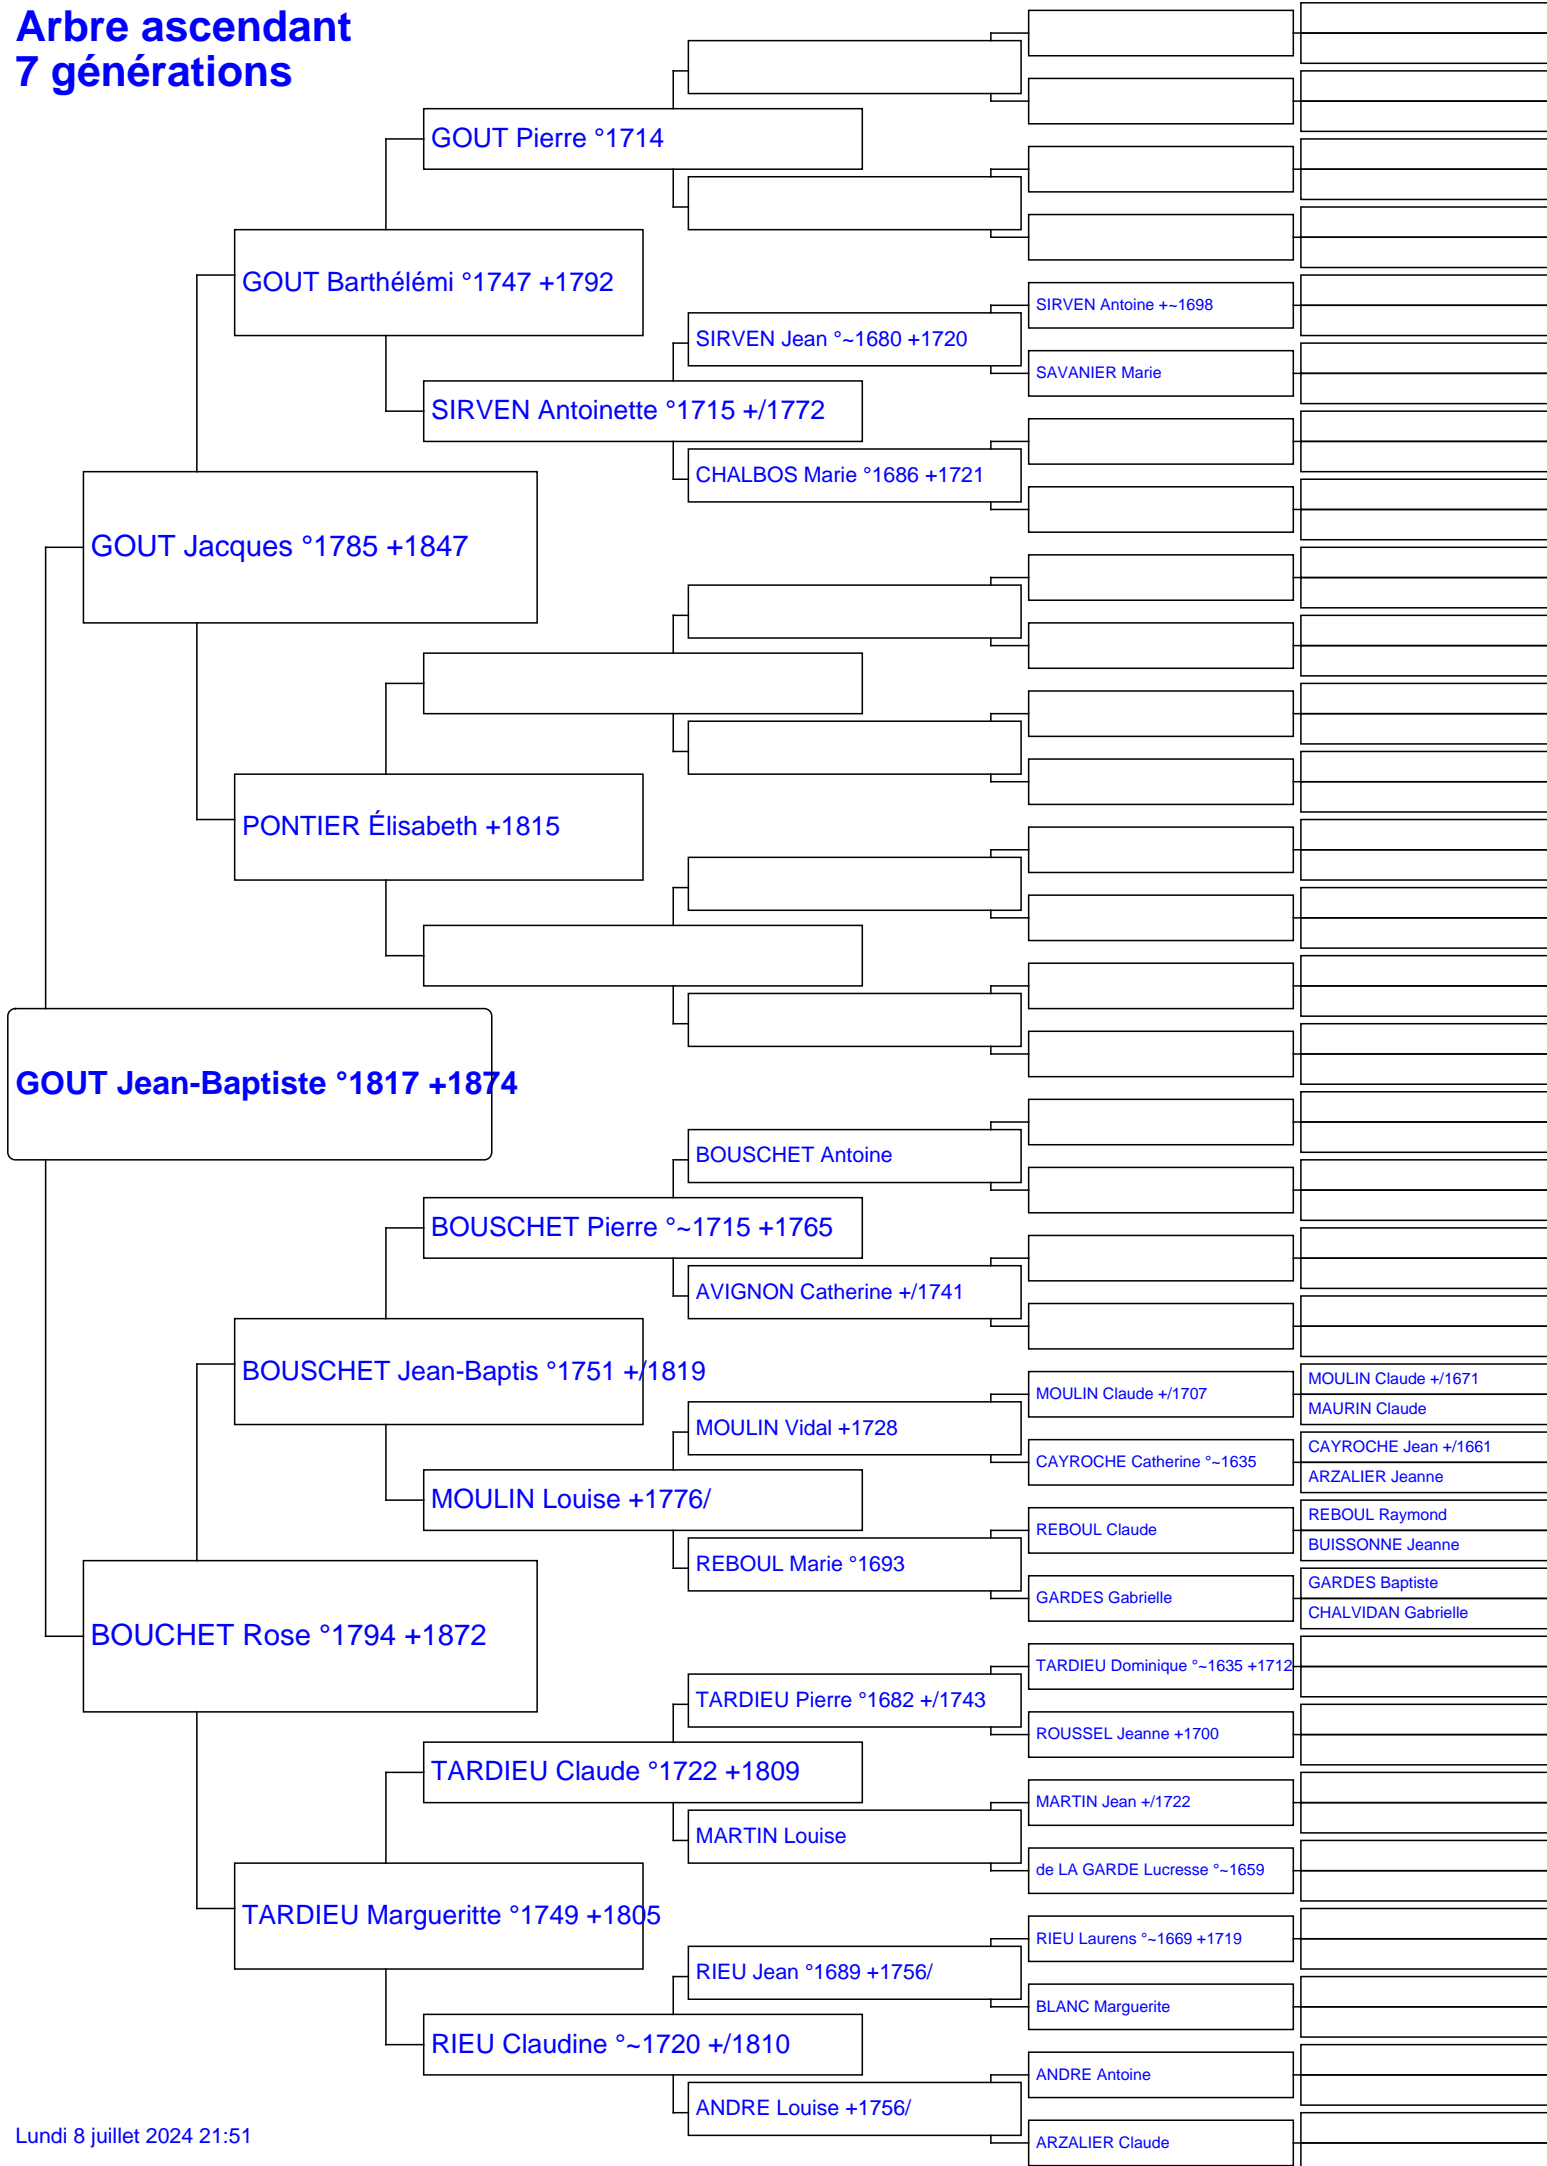 Arbre ascendant
7 générations
GOUT Pierre °1714
GOUT Barthélémi °1747 +1792
SIRVEN Antoine +~1698
SIRVEN Jean °~1680 +1720
SAVANIER Marie
SIRVEN Antoinette °1715 +/1772
CHALBOS Marie °1686 +1721
GOUT Jacques °1785 +1847
PONTIER Élisabeth +1815
GOUT Jean-Baptiste °1817 +1874
BOUSCHET Antoine
BOUSCHET Pierre °~1715 +1765
AVIGNON Catherine +/1741
BOUSCHET Jean-Baptis °1751 +/1819
MOULIN Claude +/1671
MOULIN Claude +/1707
MAURIN Claude
MOULIN Vidal +1728
CAYROCHE Jean +/1661
CAYROCHE Catherine °~1635
ARZALIER Jeanne
MOULIN Louise +1776/
REBOUL Raymond
REBOUL Claude
BUISSONNE Jeanne
REBOUL Marie °1693
GARDES Baptiste
GARDES Gabrielle
CHALVIDAN Gabrielle
BOUCHET Rose °1794 +1872
TARDIEU Dominique °~1635 +1712
TARDIEU Pierre °1682 +/1743
ROUSSEL Jeanne +1700
TARDIEU Claude °1722 +1809
MARTIN Jean +/1722
MARTIN Louise
de LA GARDE Lucresse °~1659
TARDIEU Margueritte °1749 +1805
RIEU Laurens °~1669 +1719
RIEU Jean °1689 +1756/
BLANC Marguerite
RIEU Claudine °~1720 +/1810
ANDRE Antoine
ANDRE Louise +1756/
ARZALIER Claude
Lundi 8 juillet 2024 21:51